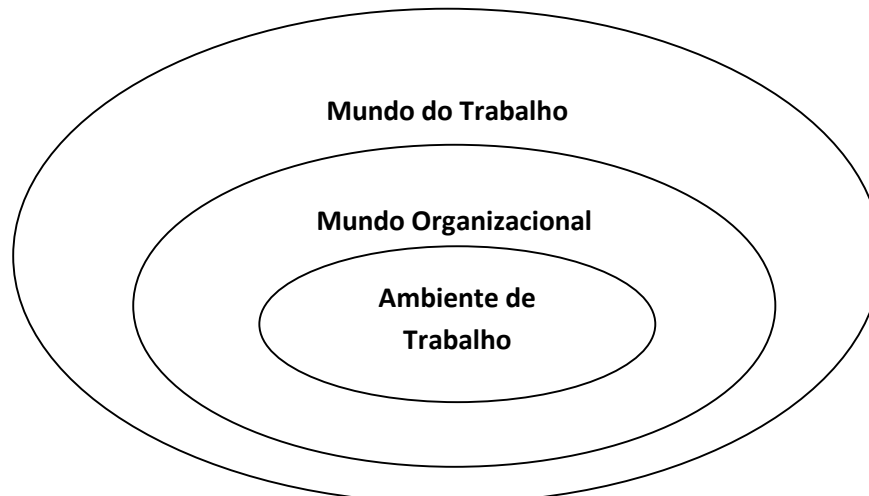 Mundo do Trabalho
Mundo Organizacional
Ambiente de
Trabalho